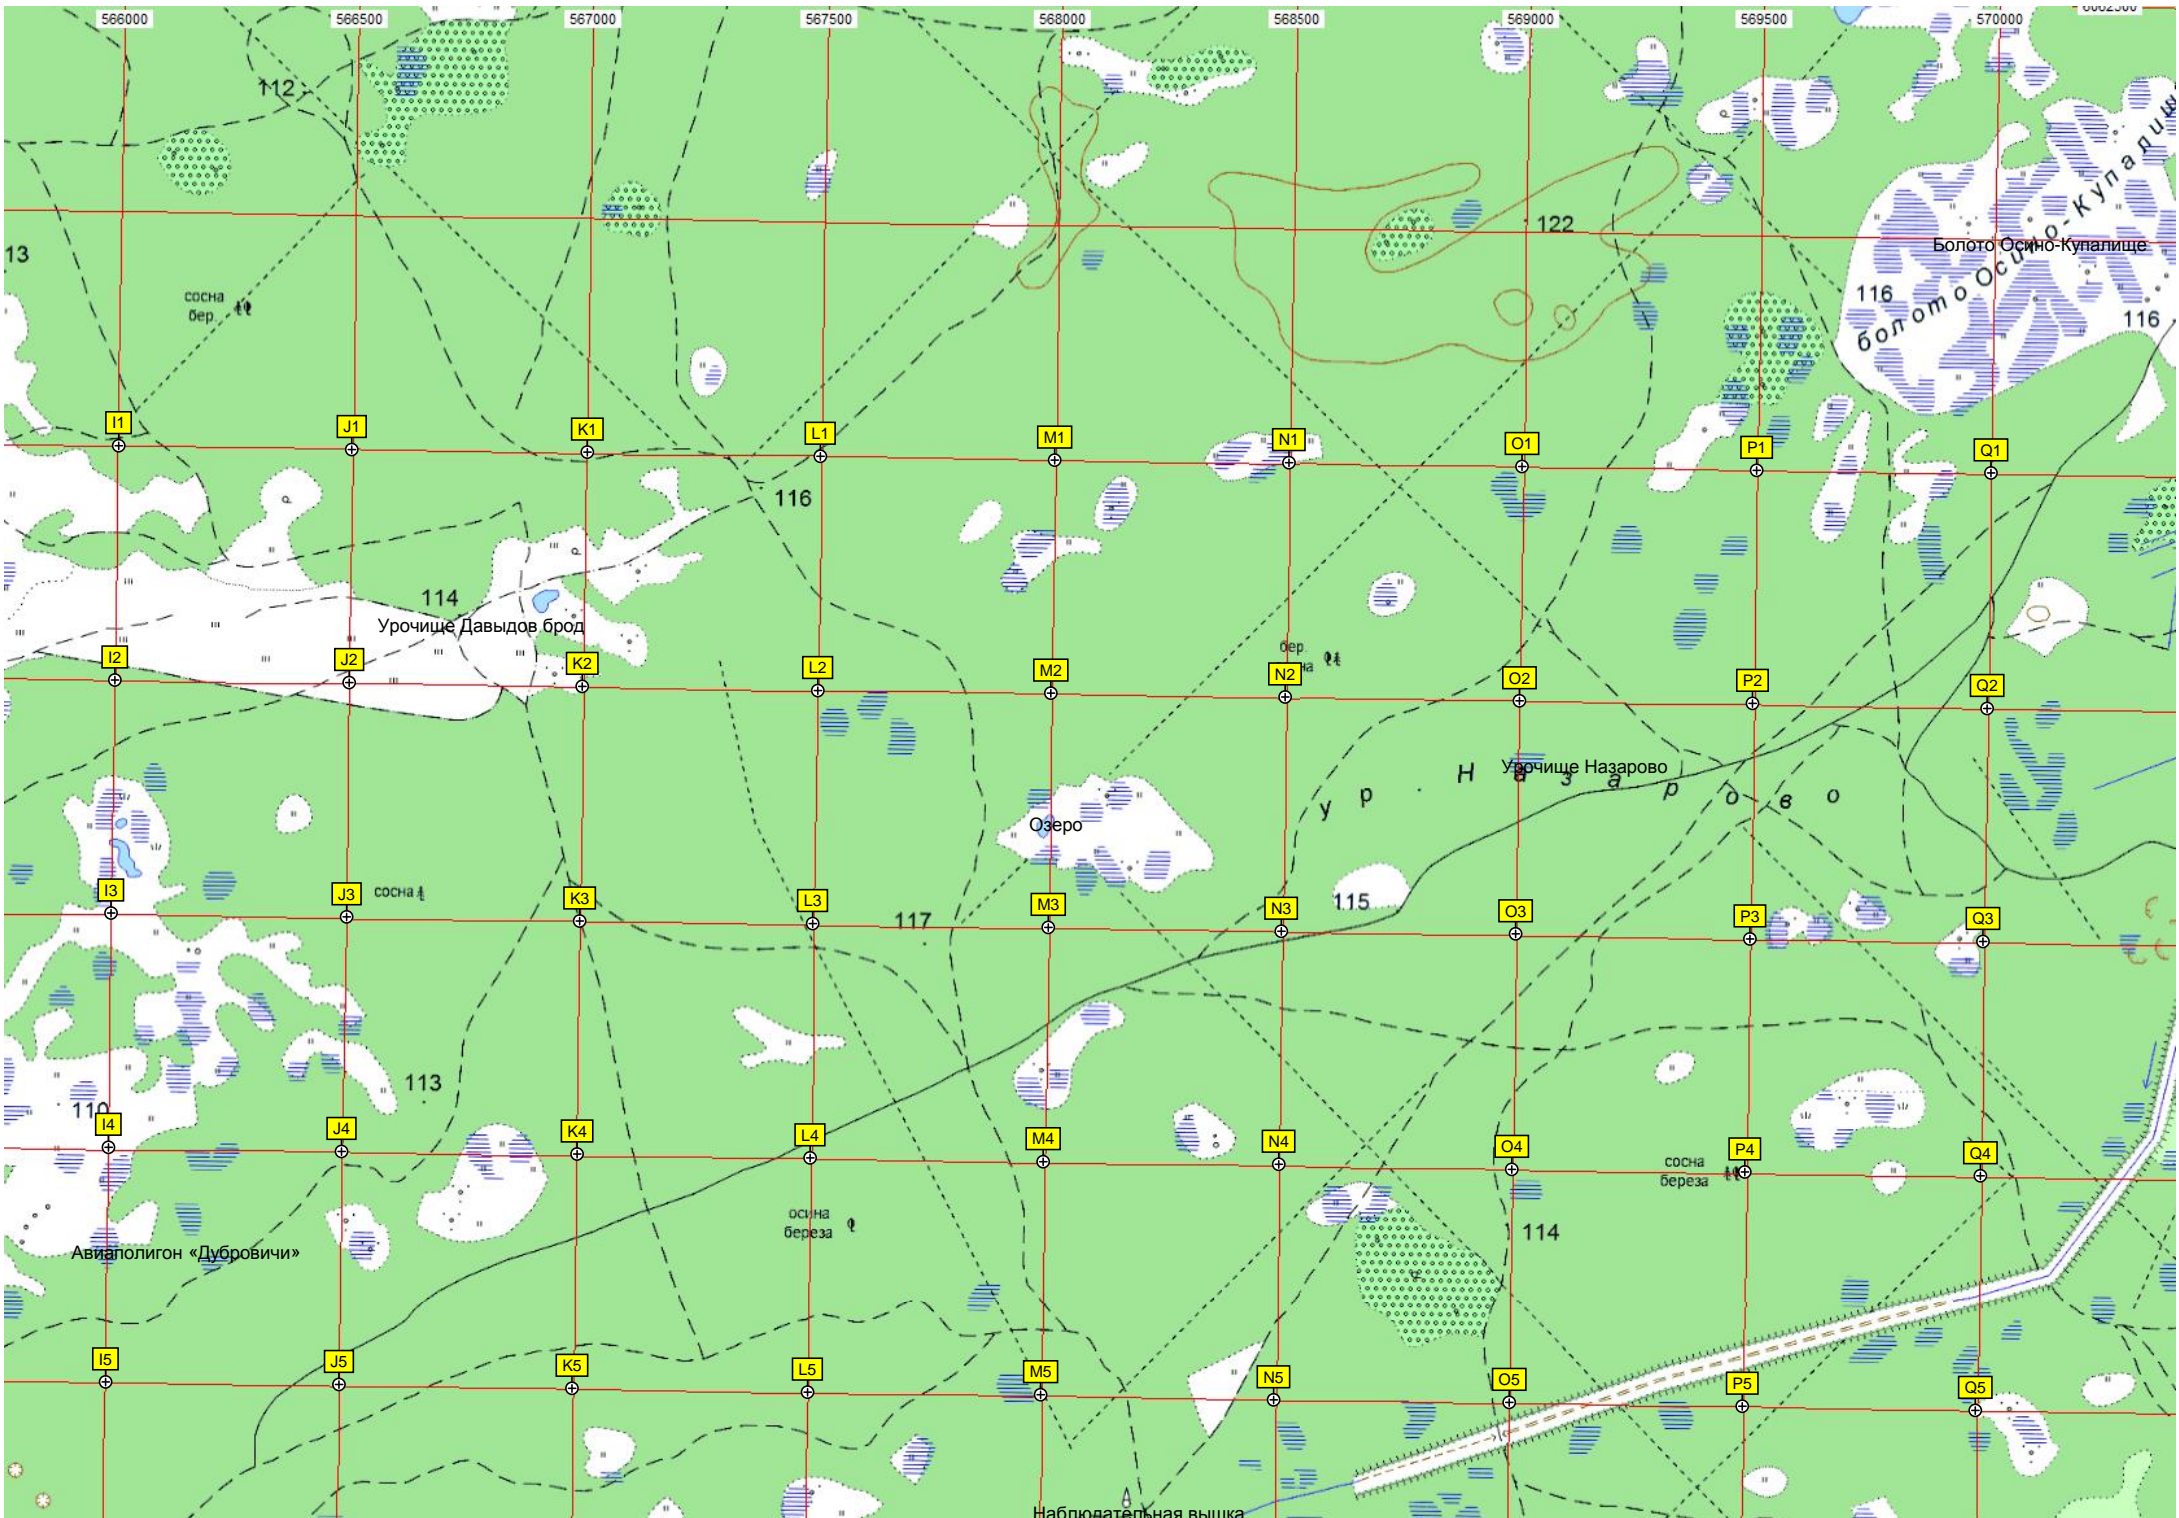 566000 566500 567000 567500 568000 568500 569000 569500 570000 6062500
112
122
13
Болото Осино-Купалище
болото Осино-Купалищ
116
116
сосна
бер.
I1 J1 K1 L1 M1 N1 O1 P1 Q1
116
114
Урочище Давыдов брод
бер.
I2 J2 K2 L2 M2 N2 O2 P2 Q2
Урочище Назарово
ур. Назарово
Озеро
сосна
115
I3 J3 K3 L3 M3 N3 O3 P3 Q3
117
113
110
I4 J4 K4 L4 M4 N4 O4 P4 Q4
сосна
береза
осина
береза
114
Авиаполигон «Дубровичи»
I5 J5 K5 L5 M5 N5 O5 P5 Q5
Наблюдательная вышка